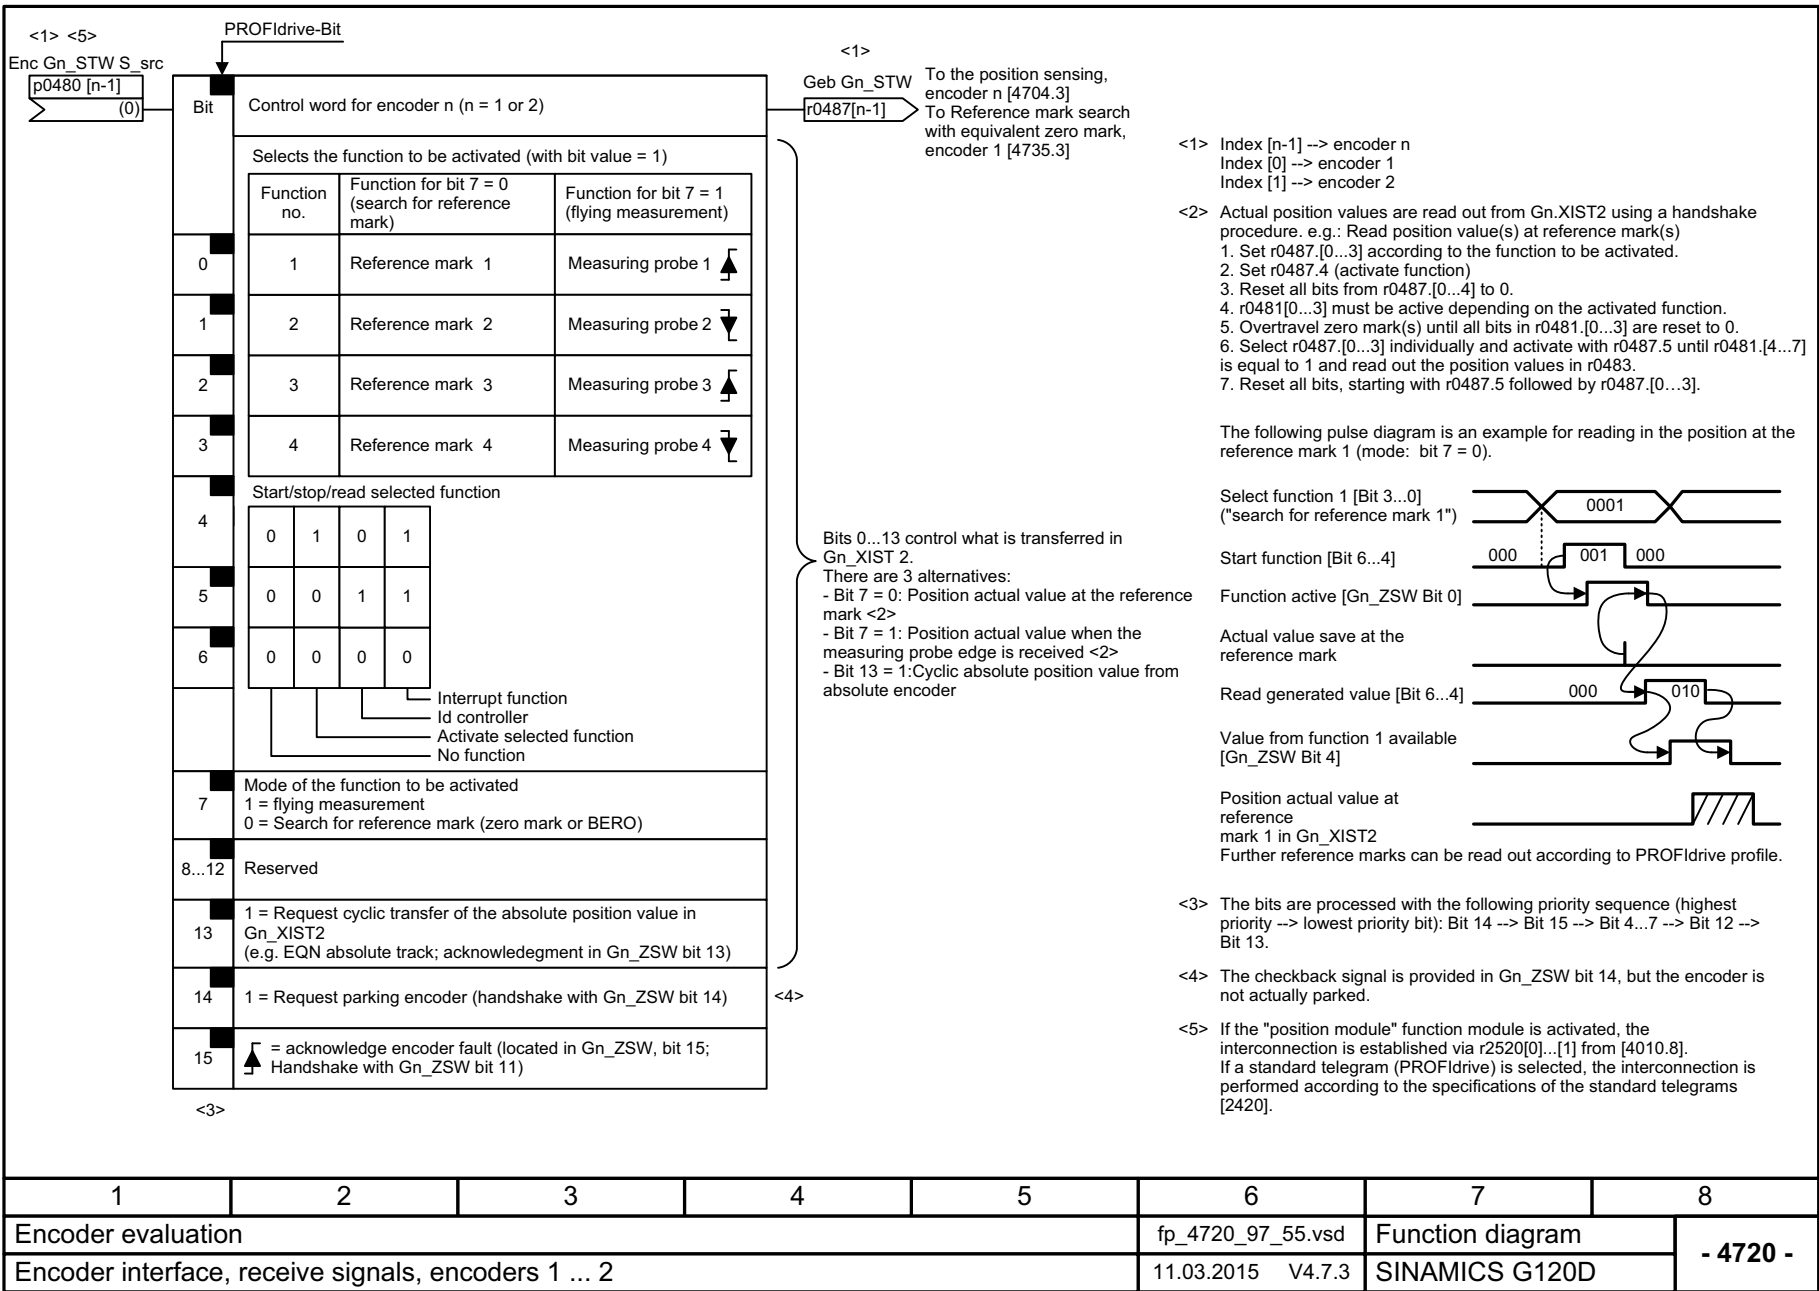 <1> <5>
PROFIdrive-Bit
Enc Gn_STW S_src
p0480 [n-1]
(0)
Bit
Control word for encoder n (n = 1 or 2)
<1>
Geb Gn_STW
r0487[n-1]
To the position sensing,
encoder n [4704.3]
To Reference mark search
with equivalent zero mark,
encoder 1 [4735.3]
Selects the function to be activated (with bit value = 1)
Function
no.
Function for bit 7 = 0
(search for reference
mark)
Function for bit 7 = 1
(flying measurement)
0
1
Reference mark 1
Measuring probe 1
1
2
Reference mark 2
Measuring probe 2
2
3
Reference mark 3
Measuring probe 3
3
4
Reference mark 4
Measuring probe 4
Start/stop/read selected function
4
0 1 0 1
5
0 0 1 1
6
0 0 0 0
Interrupt function
Id controller
Activate selected function
No function
7
Mode of the function to be activated
1 = flying measurement
0 = Search for reference mark (zero mark or BERO)
8...12
Reserved
13
1 = Request cyclic transfer of the absolute position value in
Gn_XIST2
(e.g. EQN absolute track; acknowledegment in Gn_ZSW bit 13)
14
1 = Request parking encoder (handshake with Gn_ZSW bit 14)
<4>
15
= acknowledge encoder fault (located in Gn_ZSW, bit 15;
Handshake with Gn_ZSW bit 11)
<3>
Bits 0...13 control what is transferred in
Gn_XIST 2.
There are 3 alternatives:
- Bit 7 = 0: Position actual value at the reference
mark <2>
- Bit 7 = 1: Position actual value when the
measuring probe edge is received <2>
- Bit 13 = 1:Cyclic absolute position value from
absolute encoder
<1> Index [n-1] --> encoder n
Index [0] --> encoder 1
Index [1] --> encoder 2
<2> Actual position values are read out from Gn.XIST2 using a handshake
procedure. e.g.: Read position value(s) at reference mark(s)
1. Set r0487.[0...3] according to the function to be activated.
2. Set r0487.4 (activate function)
3. Reset all bits from r0487.[0...4] to 0.
4. r0481[0...3] must be active depending on the activated function.
5. Overtravel zero mark(s) until all bits in r0481.[0...3] are reset to 0.
6. Select r0487.[0...3] individually and activate with r0487.5 until r0481.[4...7]
is equal to 1 and read out the position values in r0483.
7. Reset all bits, starting with r0487.5 followed by r0487.[0...3].
The following pulse diagram is an example for reading in the position at the
reference mark 1 (mode: bit 7 = 0).
Select function 1 [Bit 3...0]
("search for reference mark 1")
0001
Start function [Bit 6...4]
000 001 000
Function active [Gn_ZSW Bit 0]
Actual value save at the
reference mark
Read generated value [Bit 6...4]
000 010
Value from function 1 available
[Gn_ZSW Bit 4]
Position actual value at
reference
mark 1 in Gn_XIST2
Further reference marks can be read out according to PROFIdrive profile.
<3> The bits are processed with the following priority sequence (highest
priority --> lowest priority bit): Bit 14 --> Bit 15 --> Bit 4...7 --> Bit 12 -->
Bit 13.
<4> The checkback signal is provided in Gn_ZSW bit 14, but the encoder is
not actually parked.
<5> If the "position module" function module is activated, the
interconnection is established via r2520[0]...[1] from [4010.8].
If a standard telegram (PROFIdrive) is selected, the interconnection is
performed according to the specifications of the standard telegrams
[2420].
1 2 3 4 5 6 7 8
Encoder evaluation
fp_4720_97_55.vsd
Function diagram
- 4720 -
Encoder interface, receive signals, encoders 1 ... 2
11.03.2015 V4.7.3
SINAMICS G120D